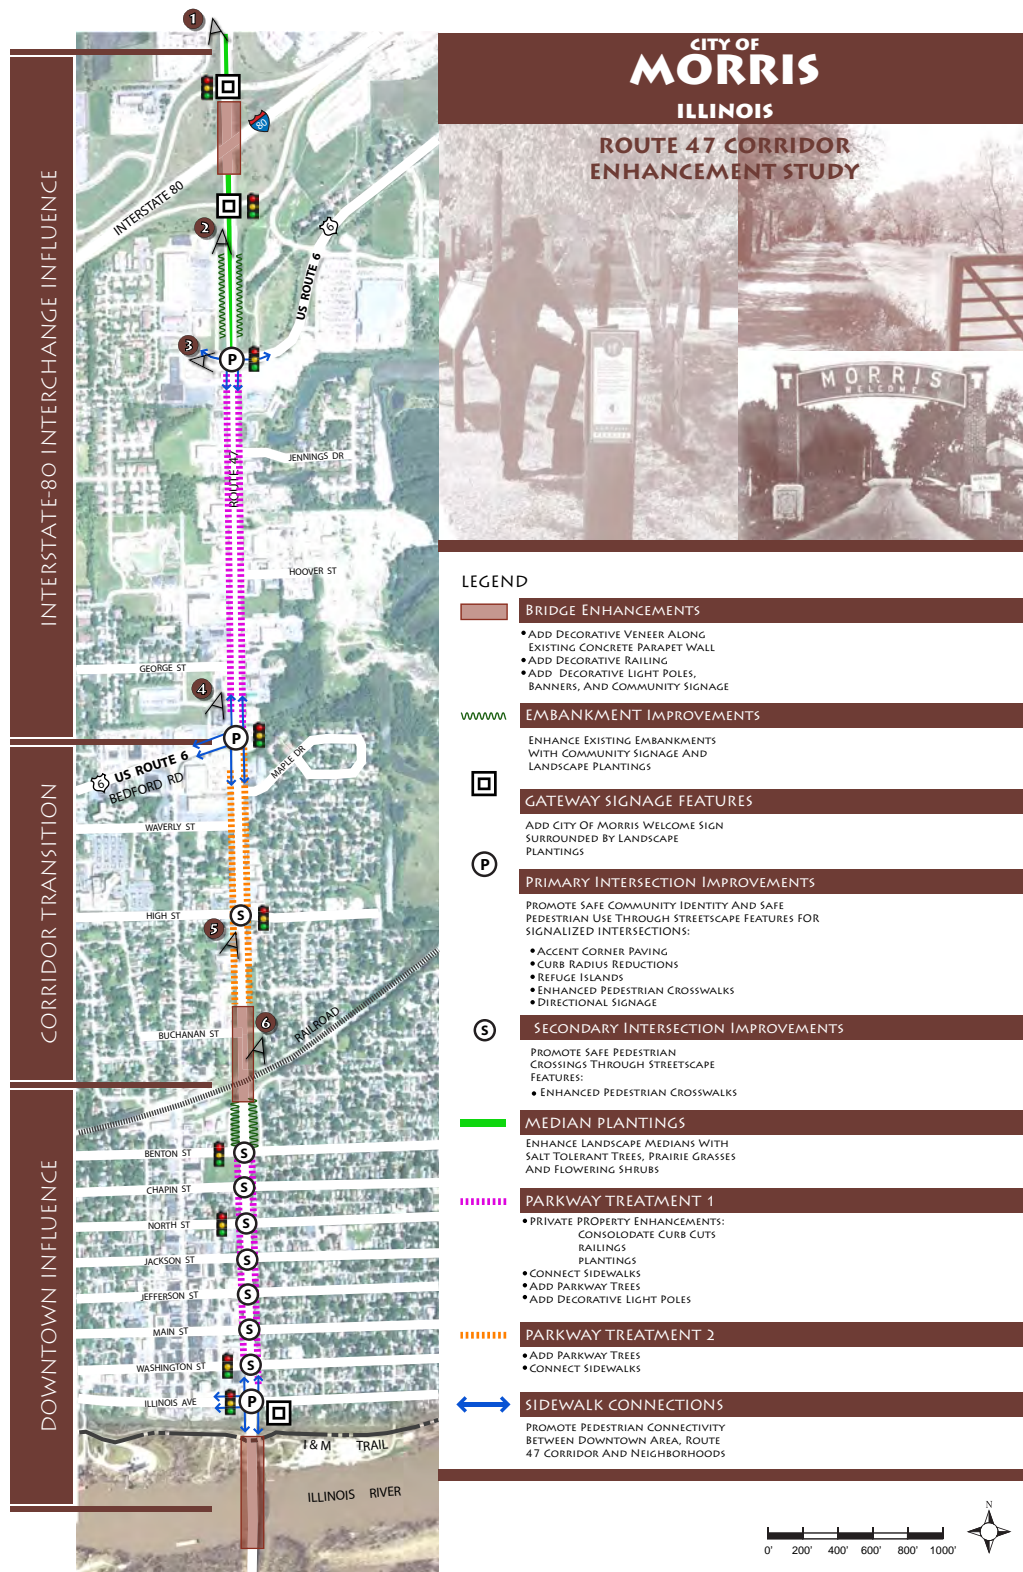 CITY OF
MORRIS
ILLINOIS
ROUTE 47 CORRIDOR
ENHANCEMENT STUDY
MORRIS
WELCOME
INTERSTATE-80 INTERCHANGE INFLUENCE
CORRIDOR TRANSITION
DOWNTOWN INFLUENCE
1
80
INTERSTATE 80
2
6
US ROUTE 6
3
P
JENNINGS DR
ROUTE 47
HOOVER ST
GEORGE ST
4
P
6
US ROUTE 6
BEDFORD RD
MAPLE DR
WAVERLY ST
HIGH ST
S
5
6
BUCHANAN ST
RAILROAD
BENTON ST
S
CHAPIN ST
S
NORTH ST
S
JACKSON ST
S
JEFFERSON ST
S
MAIN ST
S
WASHINGTON ST
S
ILLINOIS AVE
P
I & M TRAIL
ILLINOIS RIVER
LEGEND
BRIDGE ENHANCEMENTS
• ADD DECORATIVE VENEER ALONG
EXISTING CONCRETE PARAPET WALL
• ADD DECORATIVE RAILING
• ADD DECORATIVE LIGHT POLES,
BANNERS, AND COMMUNITY SIGNAGE
EMBANKMENT IMPROVEMENTS
ENHANCE EXISTING EMBANKMENTS
WITH COMMUNITY SIGNAGE AND
LANDSCAPE PLANTINGS
GATEWAY SIGNAGE FEATURES
ADD CITY OF MORRIS WELCOME SIGN
SURROUNDED BY LANDSCAPE
PLANTINGS
P
PRIMARY INTERSECTION IMPROVEMENTS
PROMOTE SAFE COMMUNITY IDENTITY AND SAFE
PEDESTRIAN USE THROUGH STREETSCAPE FEATURES FOR
SIGNALIZED INTERSECTIONS:
• ACCENT CORNER PAVING
• CURB RADIUS REDUCTIONS
• REFUGE ISLANDS
• ENHANCED PEDESTRIAN CROSSWALKS
• DIRECTIONAL SIGNAGE
S
SECONDARY INTERSECTION IMPROVEMENTS
PROMOTE SAFE PEDESTRIAN
CROSSINGS THROUGH STREETSCAPE
FEATURES:
• ENHANCED PEDESTRIAN CROSSWALKS
MEDIAN PLANTINGS
ENHANCE LANDSCAPE MEDIANS WITH
SALT TOLERANT TREES, PRAIRIE GRASSES
AND FLOWERING SHRUBS
PARKWAY TREATMENT 1
• PRIVATE PROPERTY ENHANCEMENTS:
CONSOLODATE CURB CUTS
RAILINGS
PLANTINGS
• CONNECT SIDEWALKS
• ADD PARKWAY TREES
• ADD DECORATIVE LIGHT POLES
PARKWAY TREATMENT 2
• ADD PARKWAY TREES
• CONNECT SIDEWALKS
SIDEWALK CONNECTIONS
PROMOTE PEDESTRIAN CONNECTIVITY
BETWEEN DOWNTOWN AREA, ROUTE
47 CORRIDOR AND NEIGHBORHOODS
N
0' 200' 400' 600' 800' 1000'